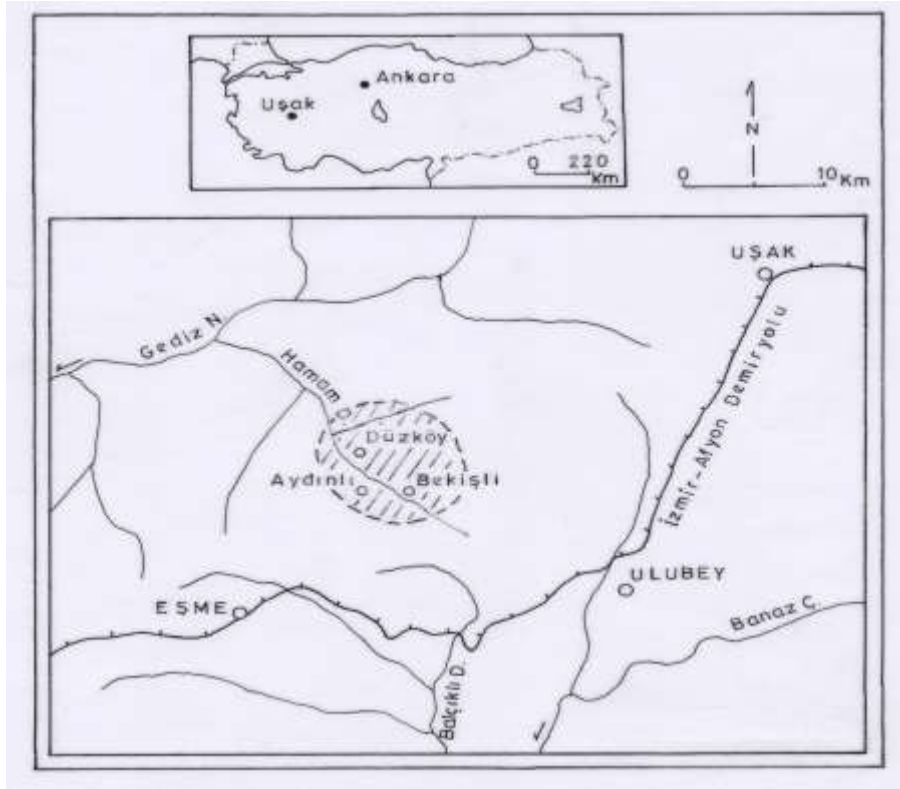 Ankara
Uşak
0 220
Km
N
0 10 Km
UŞAK
Gediz N.
Hamam
İzmir-Afyon Demiryolu
Düzköy
Aydınlı
Bekişli
ULUBEY
EŞME
Banaz Ç.
Balçıklı D.